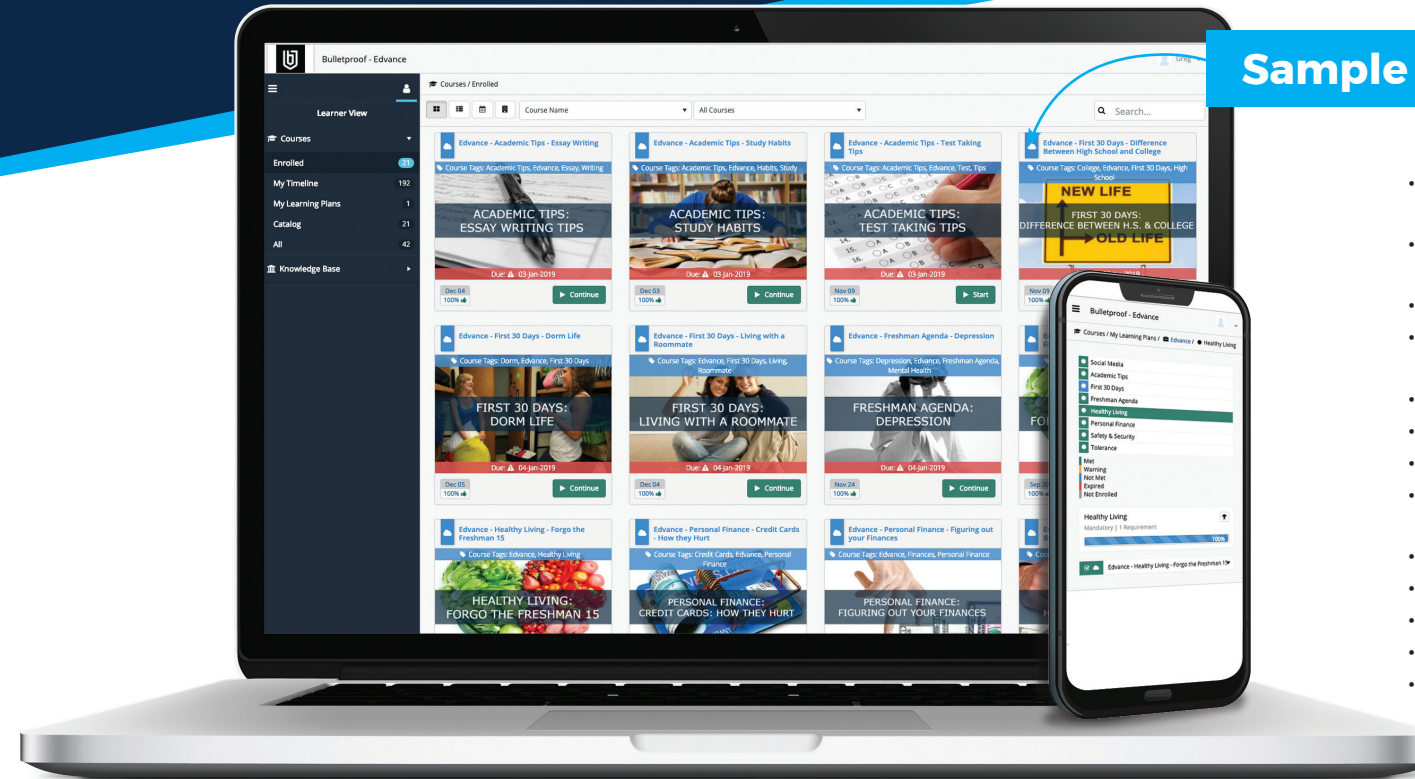 Sample
Bulletproof - Edvance
Greg
Learner View
Courses
Enrolled 21
My Timeline 192
My Learning Plans 1
Catalog 21
All 42
Knowledge Base
Courses / Enrolled
Course Name
All Courses
Search...
Edvance - Academic Tips - Essay Writing
Course Tags: Academic Tips, Edvance, Essay, Writing
ACADEMIC TIPS:
ESSAY WRITING TIPS
Due: 03-Jan-2019
Dec 04
100%
Continue
Edvance - Academic Tips - Study Habits
Course Tags: Academic Tips, Edvance, Habits, Study
ACADEMIC TIPS:
STUDY HABITS
Due: 03-Jan-2019
Dec 03
100%
Continue
Edvance - Academic Tips - Test Taking
Tips
Course Tags: Academic Tips, Edvance, Test, Tips
ACADEMIC TIPS:
TEST TAKING TIPS
14.
15.
16.
Due: 03-Jan-2019
Nov 09
100%
Start
Edvance - First 30 Days - Difference
Between High School and College
Course Tags: College, Edvance, First 30 Days, High
School
NEW LIFE
FIRST 30 DAYS:
DIFFERENCE BETWEEN H.S. & COLLEGE
OLD LIFE
Nov 09
100%
Edvance - First 30 Days - Dorm Life
Course Tags: Dorm, Edvance, First 30 Days
FIRST 30 DAYS:
DORM LIFE
Due: 04-Jan-2019
Dec 05
100%
Continue
Edvance - First 30 Days - Living with a
Roommate
Course Tags: Edvance, First 30 Days, Living,
Roommate
FIRST 30 DAYS:
LIVING WITH A ROOMMATE
Due: 04-Jan-2019
Dec 04
100%
Continue
Edvance - Freshman Agenda - Depression
Course Tags: Depression, Edvance, Freshman Agenda,
Mental Health
FRESHMAN AGENDA:
DEPRESSION
Due: 04-Jan-2019
Nov 24
100%
Continue
Edvance - Healthy Living - Forgo the
Freshman 15
Course Tags: Edvance, Healthy Living
HEALTHY LIVING:
FORGO THE FRESHMAN 15
Edvance - Personal Finance - Credit Cards
- How they Hurt
Course Tags: Credit Cards, Edvance, Personal
Finance
PERSONAL FINANCE:
CREDIT CARDS: HOW THEY HURT
Edvance - Personal Finance - Figuring out
your Finances
Course Tags: Edvance, Finances, Personal Finance
PERSONAL FINANCE:
FIGURING OUT YOUR FINANCES
Bulletproof - Edvance
Courses / My Learning Plans / Edvance / Healthy Living
Social Media
Academic Tips
First 30 Days
Freshman Agenda
Healthy Living
Personal Finance
Safety & Security
Tolerance
Met
Warning
Not Met
Expired
Not Enrolled
Healthy Living
Mandatory | 1 Requirement
100%
Edvance - Healthy Living - Forgo the Freshman 15